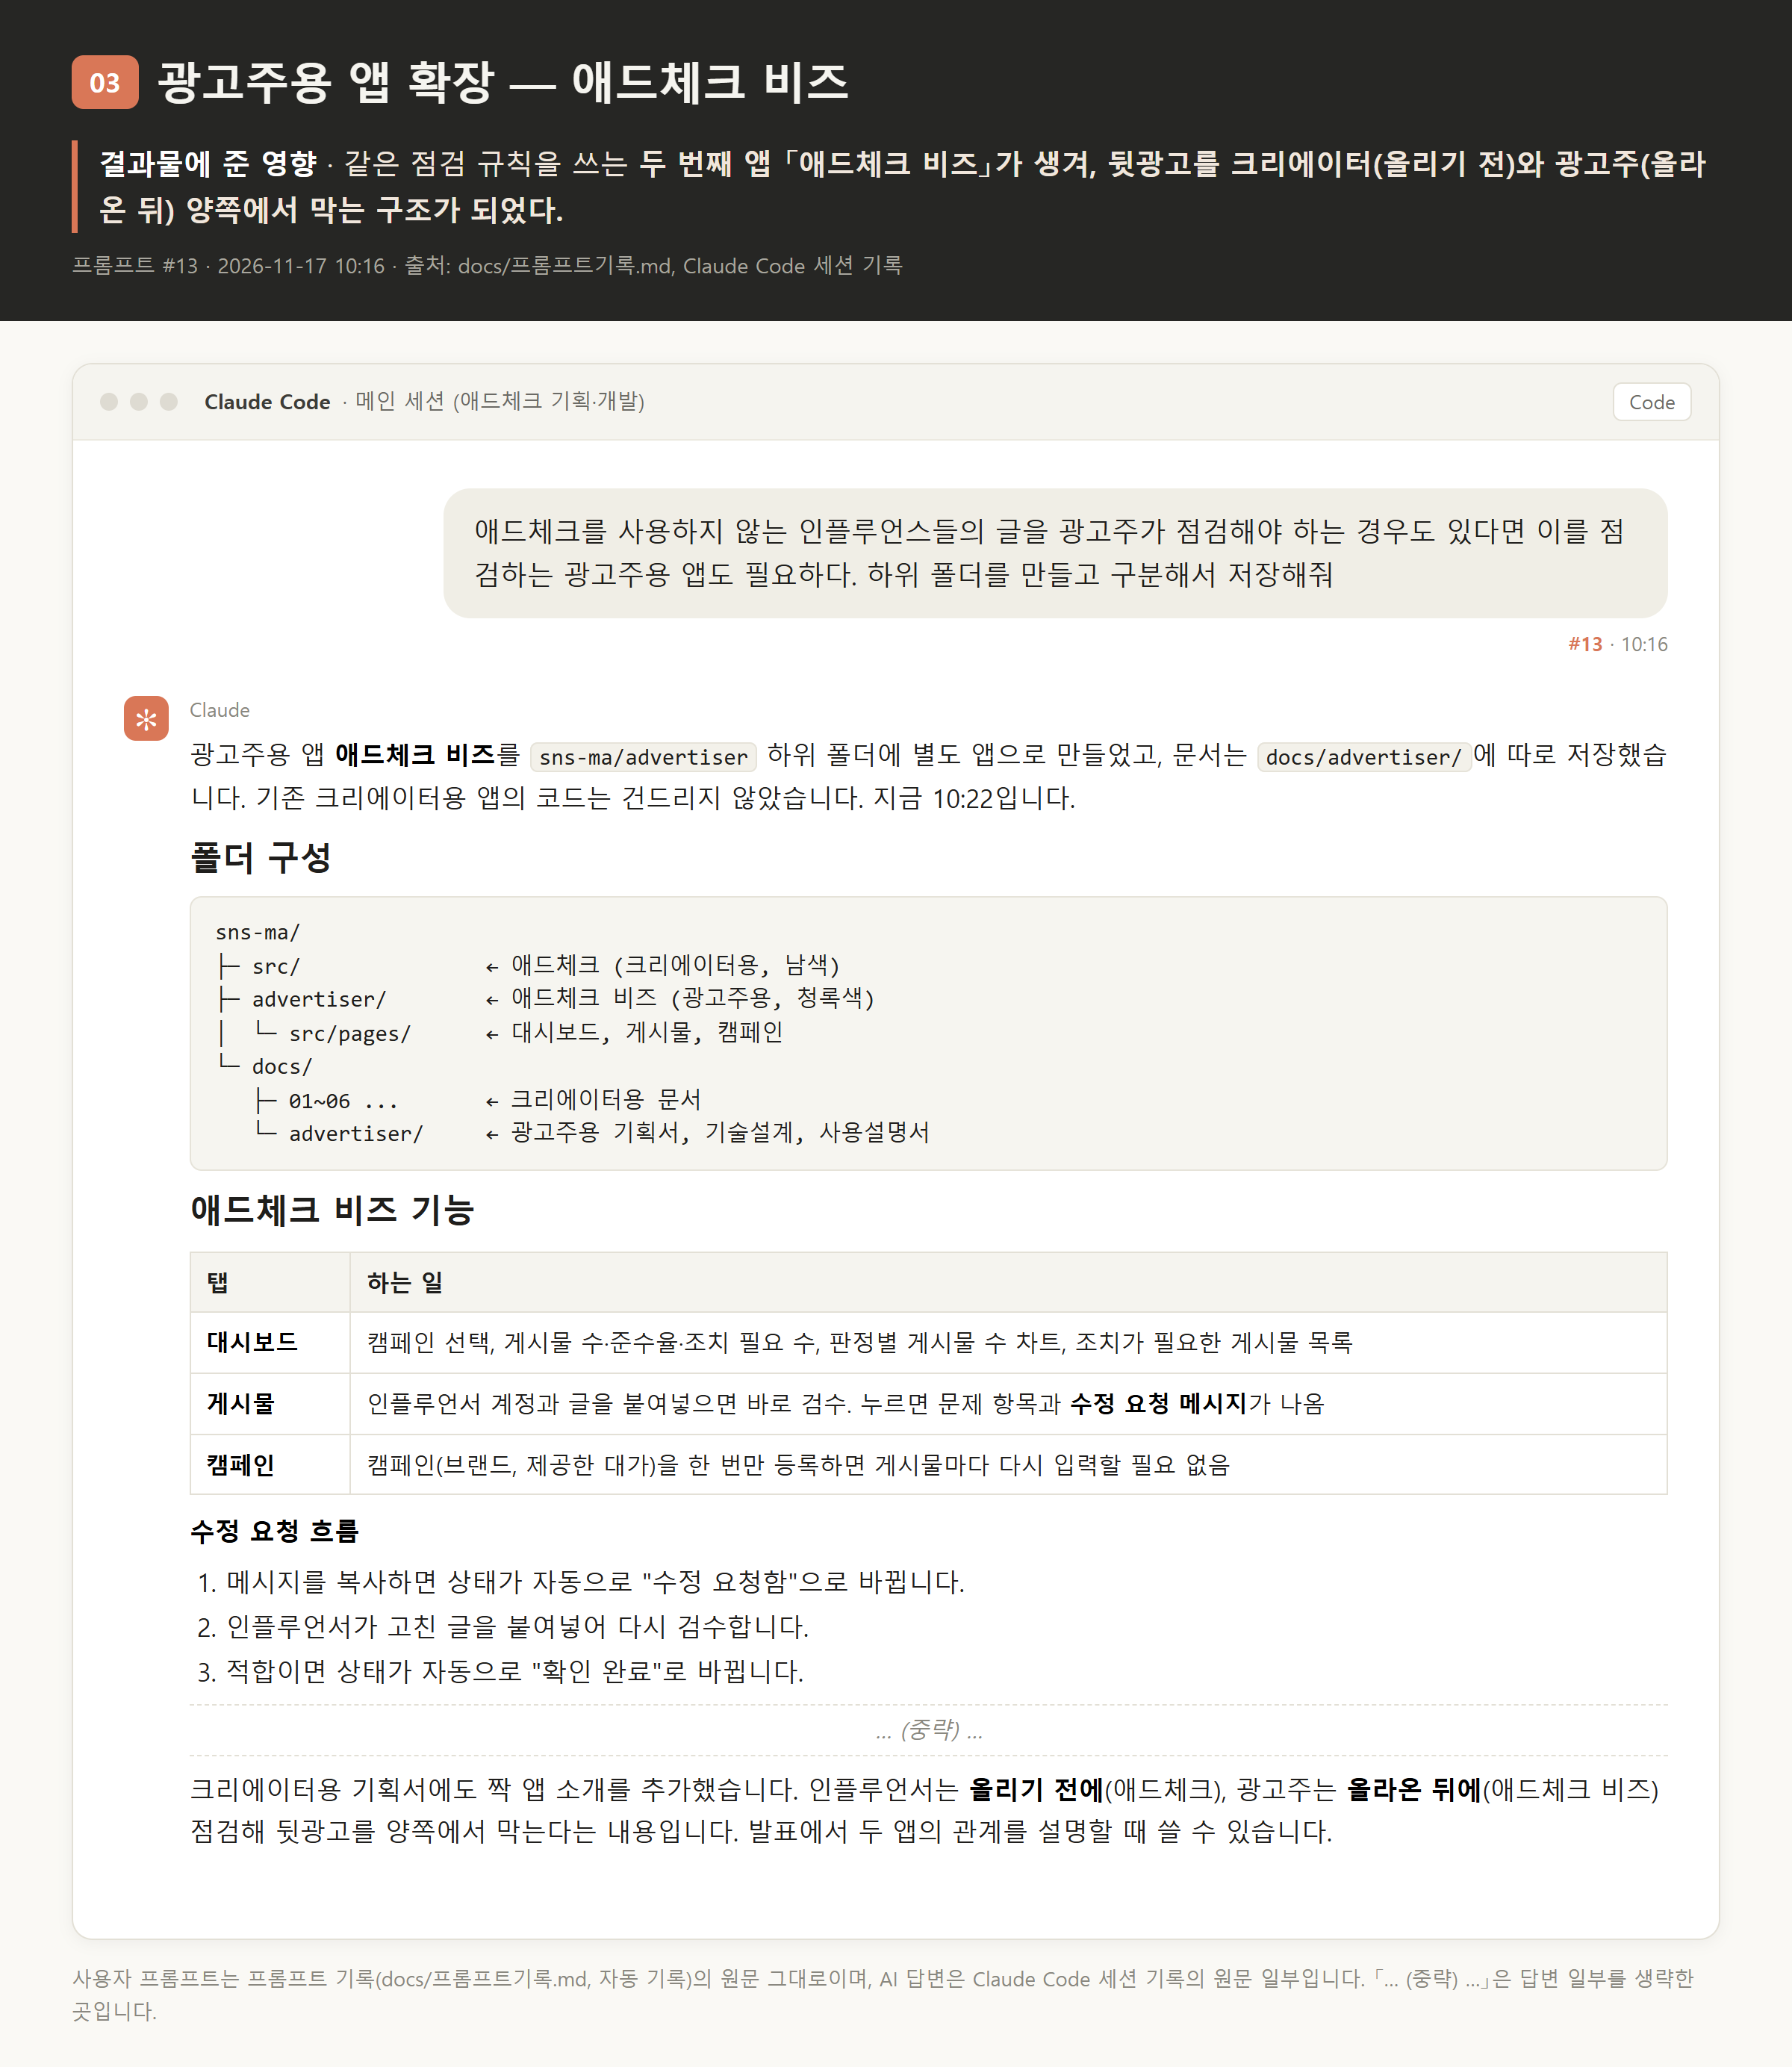 03 광고주용 앱 확장 — 애드체크 비즈
결과물에 준 영향 · 같은 점검 규칙을 쓰는 두 번째 앱 「애드체크 비즈」가 생겨, 뒷광고를 크리에이터(올리기 전)와 광고주(올라
온 뒤) 양쪽에서 막는 구조가 되었다.
프롬프트 #13 · 2026-11-17 10:16 · 출처: docs/프롬프트기록.md, Claude Code 세션 기록
Claude Code · 메인 세션 (애드체크 기획·개발)
Code
애드체크를 사용하지 않는 인플루언스들의 글을 광고주가 점검해야 하는 경우도 있다면 이를 점
검하는 광고주용 앱도 필요하다. 하위 폴더를 만들고 구분해서 저장해줘
#13 · 10:16
Claude
광고주용 앱 애드체크 비즈를 sns-ma/advertiser 하위 폴더에 별도 앱으로 만들었고, 문서는 docs/advertiser/에 따로 저장했습
니다. 기존 크리에이터용 앱의 코드는 건드리지 않았습니다. 지금 10:22입니다.
폴더 구성
sns-ma/
├─ src/ ← 애드체크 (크리에이터용, 남색)
├─ advertiser/ ← 애드체크 비즈 (광고주용, 청록색)
│ └─ src/pages/ ← 대시보드, 게시물, 캠페인
└─ docs/
├─ 01~06 ... ← 크리에이터용 문서
└─ advertiser/ ← 광고주용 기획서, 기술설계, 사용설명서
애드체크 비즈 기능
탭 하는 일
대시보드 캠페인 선택, 게시물 수·준수율·조치 필요 수, 판정별 게시물 수 차트, 조치가 필요한 게시물 목록
게시물 인플루언서 계정과 글을 붙여넣으면 바로 검수. 누르면 문제 항목과 수정 요청 메시지가 나옴
캠페인 캠페인(브랜드, 제공한 대가)을 한 번만 등록하면 게시물마다 다시 입력할 필요 없음
수정 요청 흐름
1. 메시지를 복사하면 상태가 자동으로 "수정 요청함"으로 바뀝니다.
2. 인플루언서가 고친 글을 붙여넣어 다시 검수합니다.
3. 적합이면 상태가 자동으로 "확인 완료"로 바뀝니다.
... (중략) ...
크리에이터용 기획서에도 짝 앱 소개를 추가했습니다. 인플루언서는 올리기 전에(애드체크), 광고주는 올라온 뒤에(애드체크 비즈)
점검해 뒷광고를 양쪽에서 막는다는 내용입니다. 발표에서 두 앱의 관계를 설명할 때 쓸 수 있습니다.
사용자 프롬프트는 프롬프트 기록(docs/프롬프트기록.md, 자동 기록)의 원문 그대로이며, AI 답변은 Claude Code 세션 기록의 원문 일부입니다. 「... (중략) ...」은 답변 일부를 생략한
곳입니다.